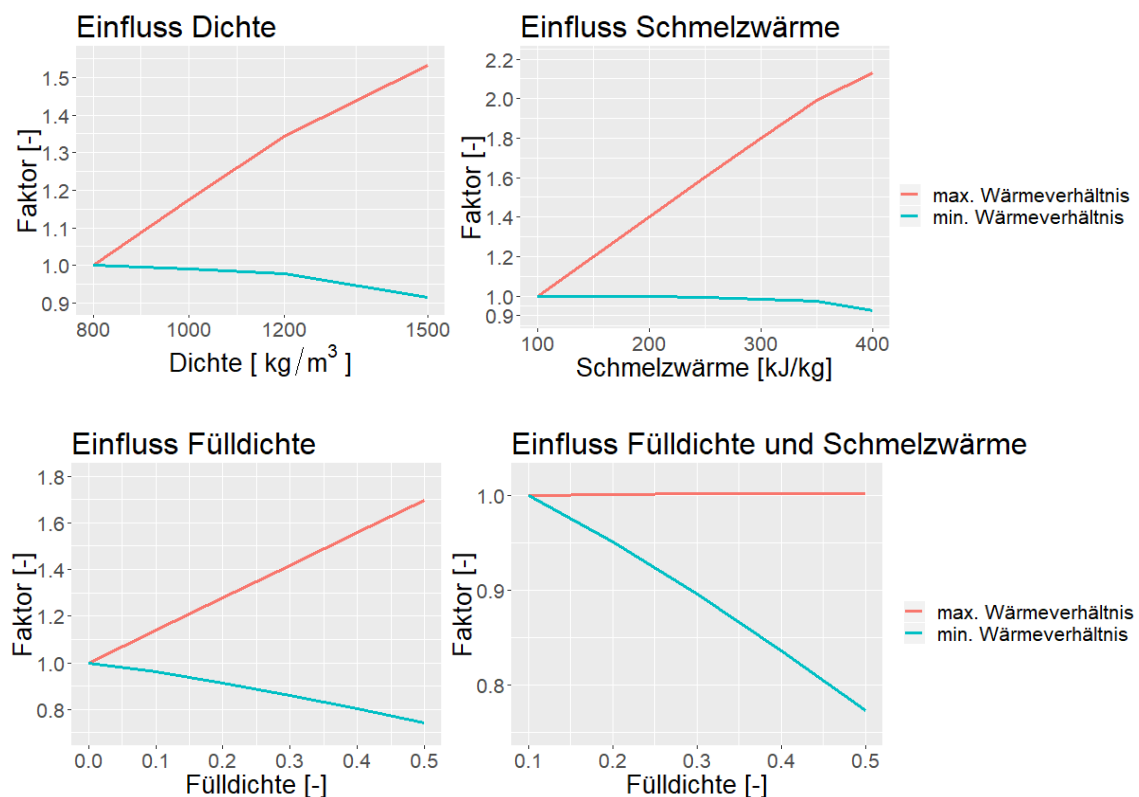 Einfluss Dichte
Faktor [-]
1.5
1.4
1.3
1.2
1.1
1.0
0.9
800
1000
1200
1500
Dichte [ kg/m³ ]
Einfluss Schmelzwärme
Faktor [-]
2.2
2.0
1.8
1.6
1.4
1.2
1.0
0.9
100
200
300
400
Schmelzwärme [kJ/kg]
max. Wärmeverhältnis
min. Wärmeverhältnis
Einfluss Fülldichte
Faktor [-]
1.8
1.6
1.4
1.2
1.0
0.8
0.0
0.1
0.2
0.3
0.4
0.5
Fülldichte [-]
Einfluss Fülldichte und Schmelzwärme
Faktor [-]
1.0
0.9
0.8
0.1
0.2
0.3
0.4
0.5
Fülldichte [-]
max. Wärmeverhältnis
min. Wärmeverhältnis